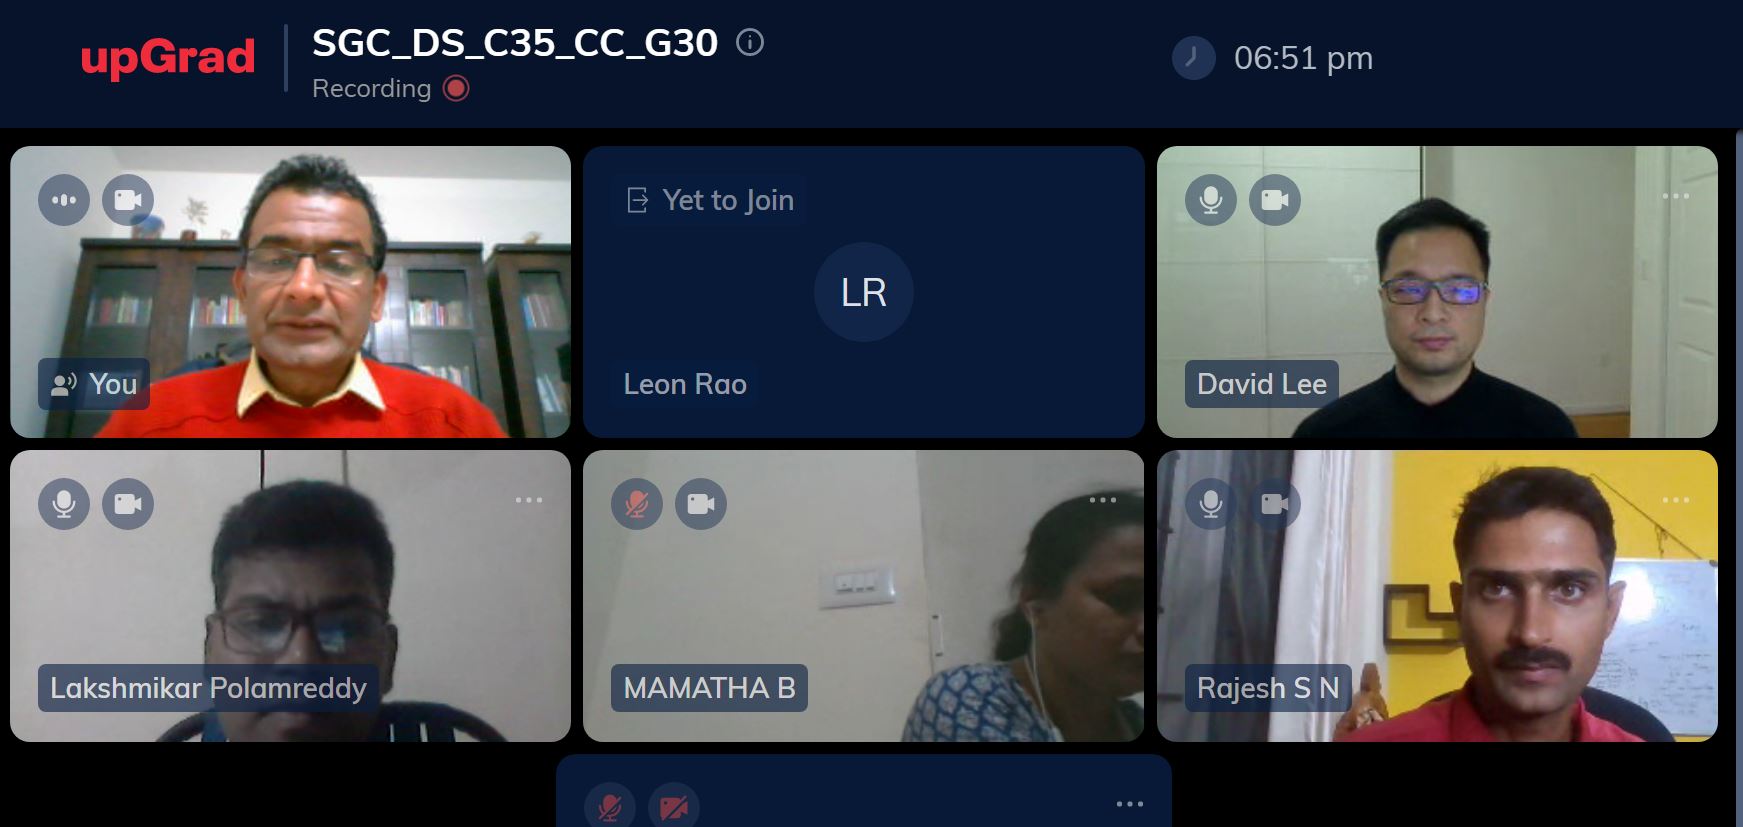 upGrad
SGC_DS_C35_CC_G30
Recording
06:51 pm
You
Yet to Join
LR
Leon Rao
David Lee
Lakshmikar Polamreddy
MAMATHA B
Rajesh S N